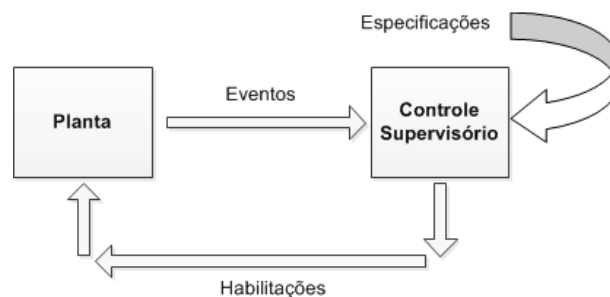 Especificações
Eventos
Planta
Controle
Supervisório
Habilitações